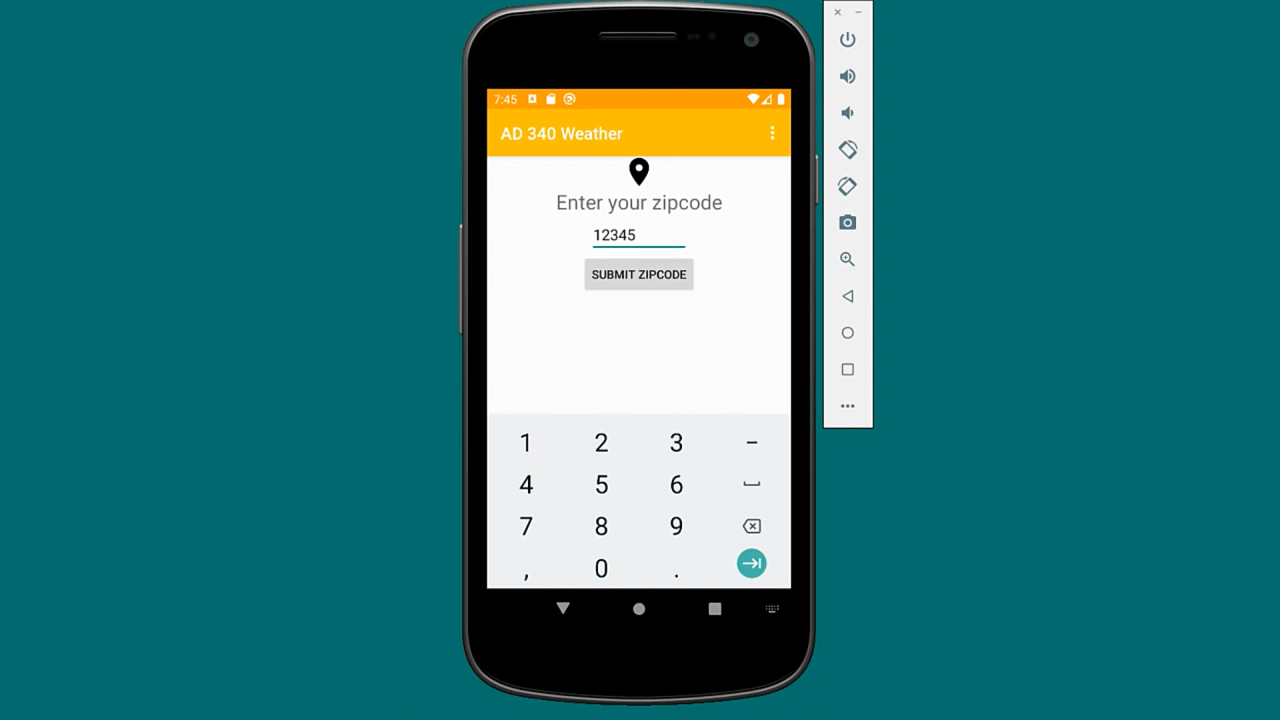 7:45
AD 340 Weather
Enter your zipcode
12345
SUBMIT ZIPCODE
1 2 3 -
4 5 6
7 8 9
, 0 .